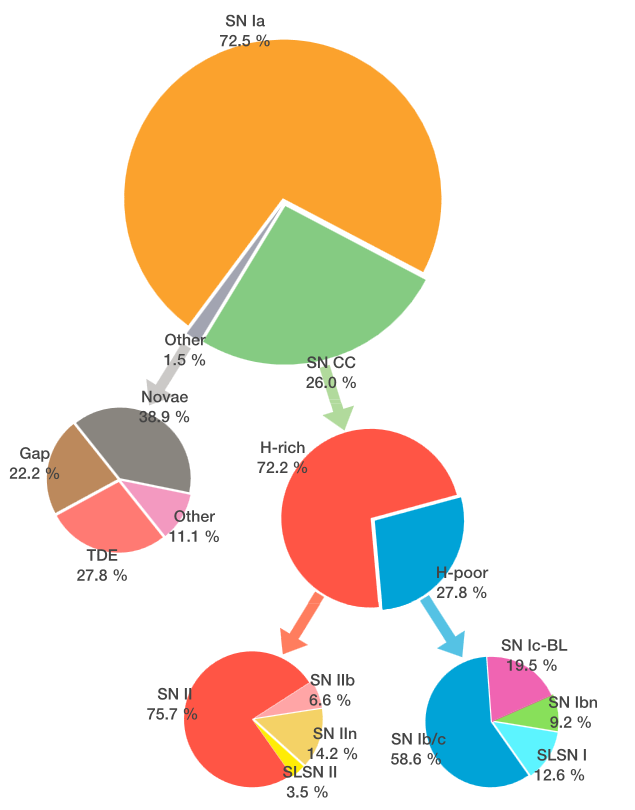 SN Ia
72.5 %
Other
1.5 %
SN CC
26.0 %
Novae
38.9 %
Gap
22.2 %
Other
11.1 %
TDE
27.8 %
H-rich
72.2 %
H-poor
27.8 %
SN II
75.7 %
SN IIb
6.6 %
SN IIn
14.2 %
SLSN II
3.5 %
SN Ic-BL
19.5 %
SN Ibn
9.2 %
SN Ib/c
58.6 %
SLSN I
12.6 %